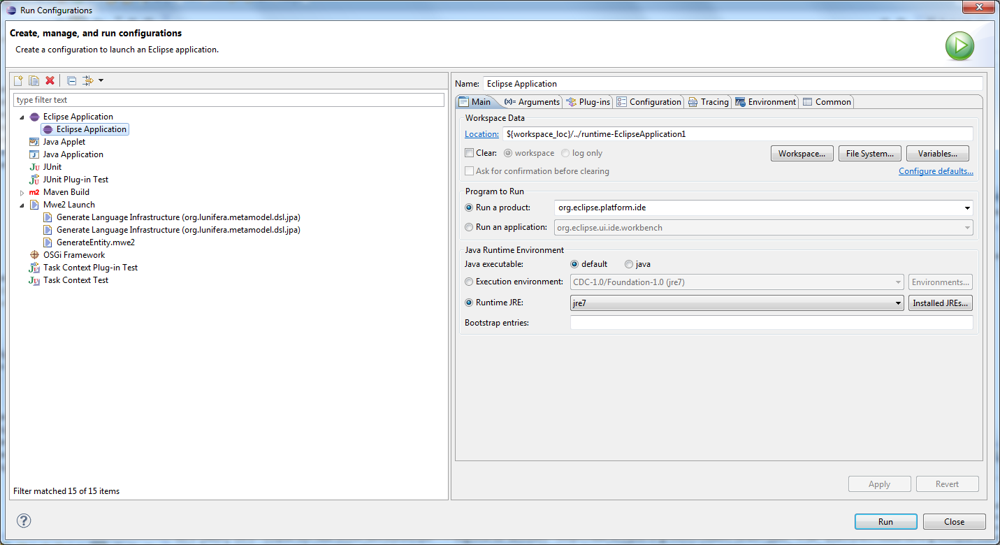 Run Configurations
Create, manage, and run configurations
Create a configuration to launch an Eclipse application.
type filter text
Eclipse Application
Eclipse Application
Java Applet
Java Application
JUnit
JUnit Plug-in Test
Maven Build
Mwe2 Launch
Generate Language Infrastructure (org.lunifera.metamodel.dsl.jpa)
Generate Language Infrastructure (org.lunifera.metamodel.dsl.jpa)
GenerateEntity.mwe2
OSGi Framework
Task Context Plug-in Test
Task Context Test
Filter matched 15 of 15 items
Name: Eclipse Application
Main (x)= Arguments Plug-ins Configuration Tracing Environment Common
Workspace Data
Location: ${workspace_loc}/../runtime-EclipseApplication1
Clear: workspace log only Workspace... File System... Variables...
Ask for confirmation before clearing Configure defaults...
Program to Run
Run a product: org.eclipse.platform.ide
Run an application: org.eclipse.ui.ide.workbench
Java Runtime Environment
Java executable: default java
Execution environment: CDC-1.0/Foundation-1.0 (jre7) Environments...
Runtime JRE: jre7 Installed JREs...
Bootstrap entries:
Apply Revert
? Run Close